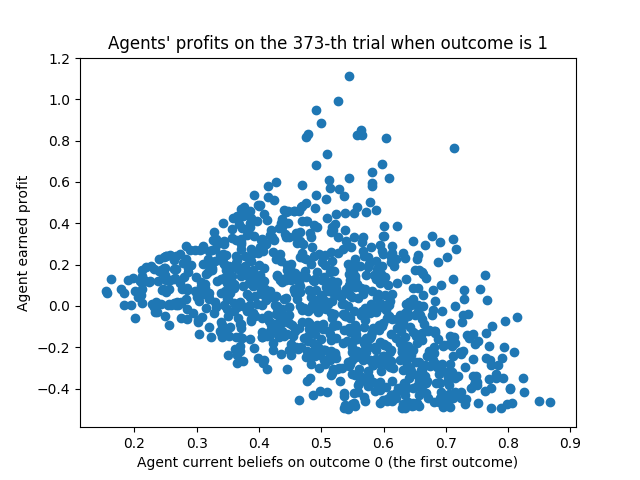 Agents' profits on the 373-th trial when outcome is 1
1.2
1.0
0.8
0.6
0.4
0.2
0.0
−0.2
−0.4
Agent earned profit
0.2 0.3 0.4 0.5 0.6 0.7 0.8 0.9
Agent current beliefs on outcome 0 (the first outcome)